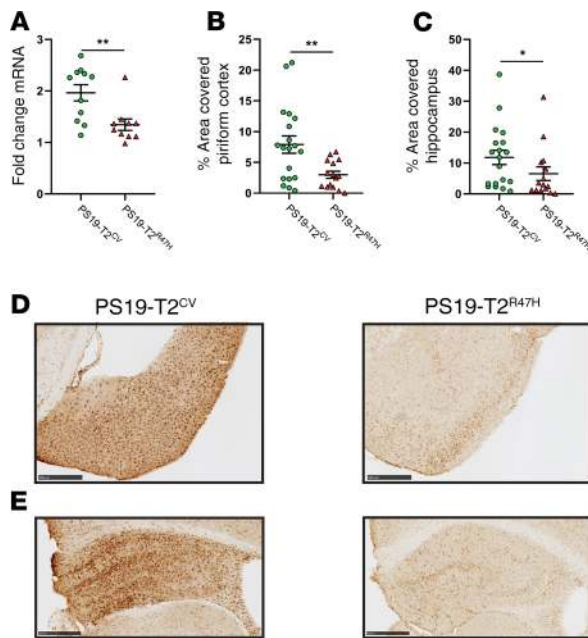 A
B
C
**
**
*
Fold change mRNA
3
2
1
0
% Area covered
piriform cortex
25
20
15
10
5
0
% Area covered
hippocampus
50
40
30
20
10
0
PS19-T2CV
PS19-T2R47H
PS19-T2CV
PS19-T2R47H
PS19-T2CV
PS19-T2R47H
D
PS19-T2CV
PS19-T2R47H
E